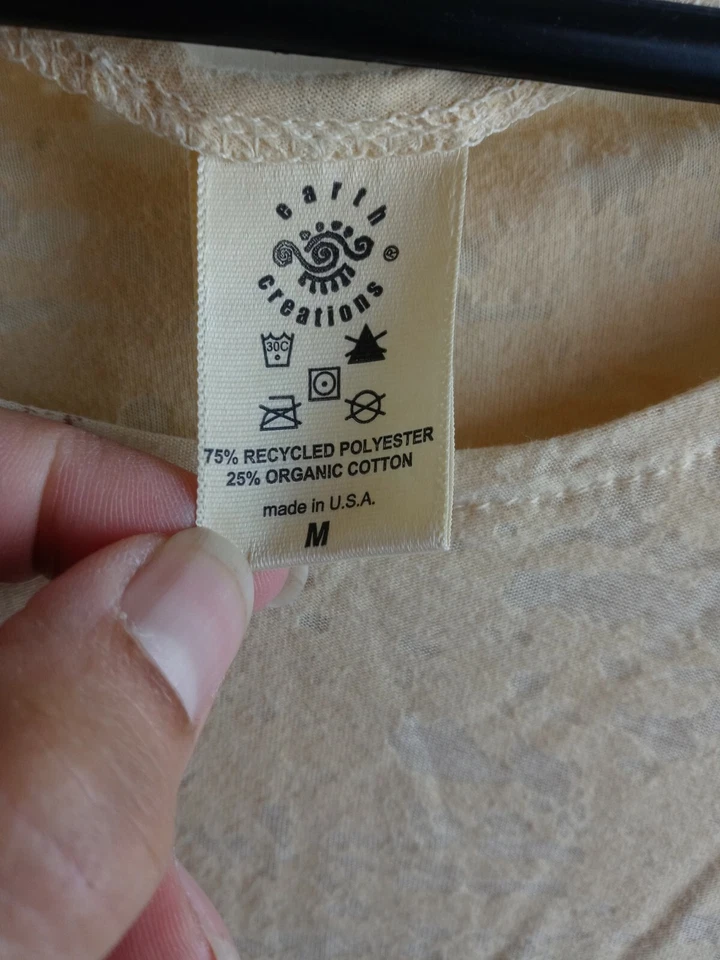 earth
®
creations
30C
75% RECYCLED POLYESTER
25% ORGANIC COTTON
made in U.S.A.
M